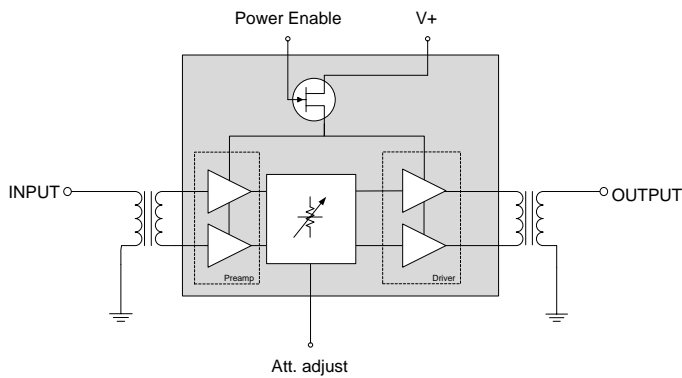 Power Enable
V+
INPUT
OUTPUT
Preamp
Driver
Att. adjust